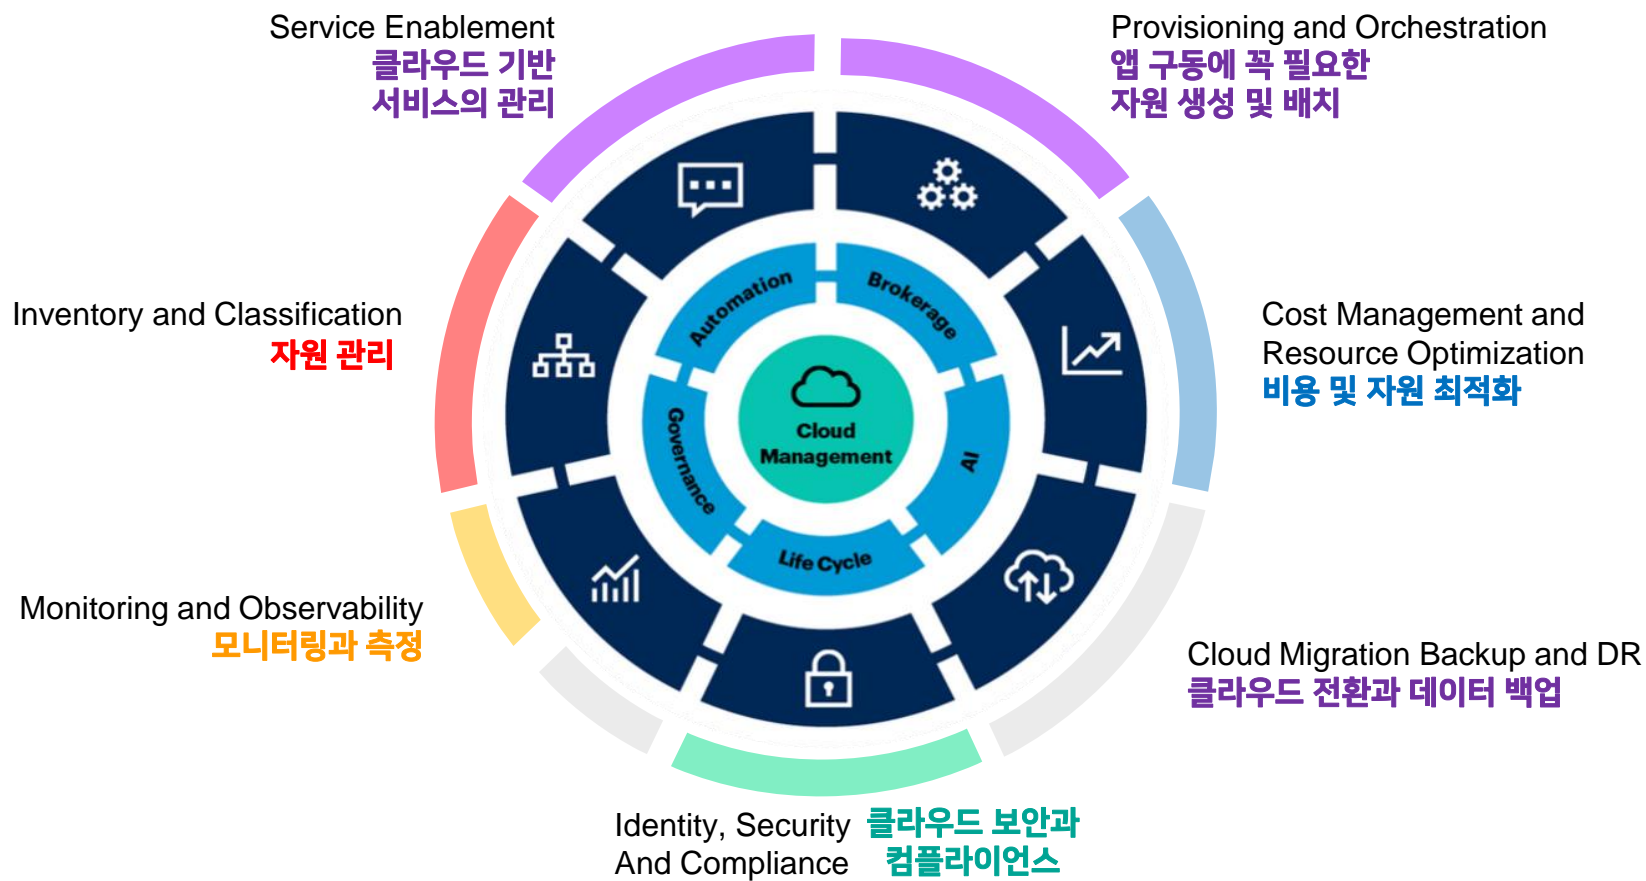 Service Enablement
클라우드 기반
서비스의 관리
Provisioning and Orchestration
앱 구동에 꼭 필요한
자원 생성 및 배치
Inventory and Classification
자원 관리
Automation
Brokerage
Governance
AI
Life Cycle
Cloud
Management
Cost Management and
Resource Optimization
비용 및 자원 최적화
Monitoring and Observability
모니터링과 측정
Cloud Migration Backup and DR
클라우드 전환과 데이터 백업
Identity, Security
And Compliance
클라우드 보안과
컴플라이언스